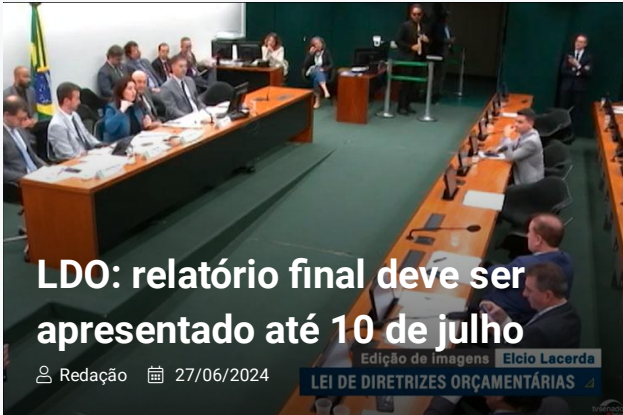 LDO: relatório final deve ser
apresentado até 10 de julho
Redação 27/06/2024
Edição de imagens Elcio Lacerda
LEI DE DIRETRIZES ORÇAMENTÁRIAS